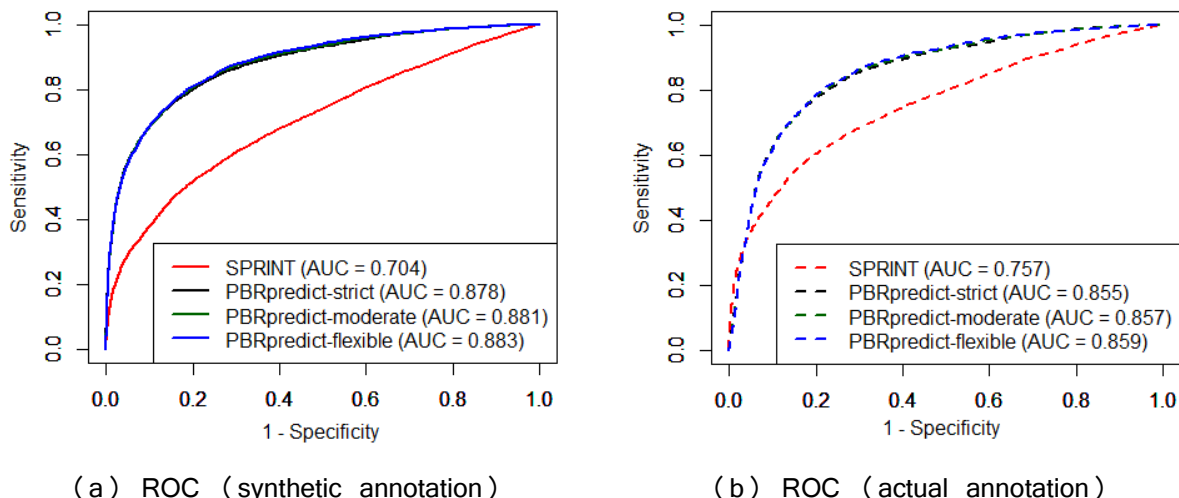 1.0
0.8
0.6
0.4
0.2
0.0
Sensitivity
SPRINT (AUC = 0.704)
PBRpredict-strict (AUC = 0.878)
PBRpredict-moderate (AUC = 0.881)
PBRpredict-flexible (AUC = 0.883)
0.0 0.2 0.4 0.6 0.8 1.0
1 - Specificity
(a) ROC (synthetic annotation)
1.0
0.8
0.6
0.4
0.2
0.0
Sensitivity
SPRINT (AUC = 0.757)
PBRpredict-strict (AUC = 0.855)
PBRpredict-moderate (AUC = 0.857)
PBRpredict-flexible (AUC = 0.859)
0.0 0.2 0.4 0.6 0.8 1.0
1 - Specificity
(b) ROC (actual annotation)